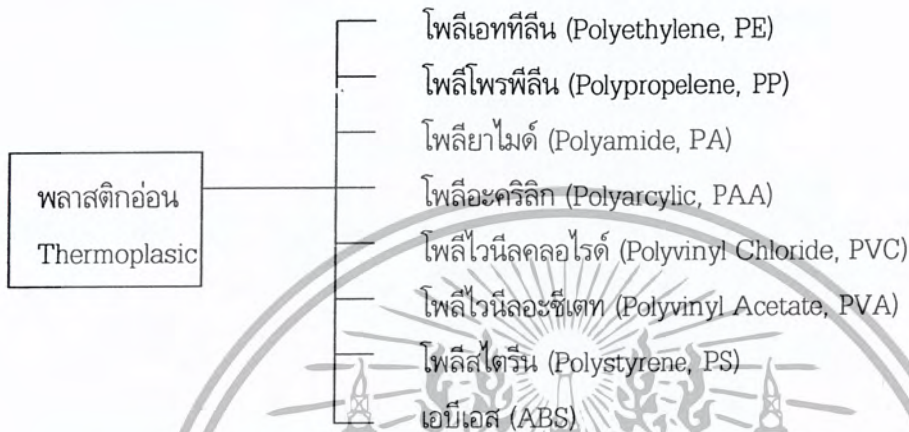 โพลีเอททีลีน (Polyethylene, PE)
โพลีโพรพีลีน (Polypropelene, PP)
โพลียาไมด์ (Polyamide, PA)
พลาสติกอ่อน
Thermoplasic
โพลีอะคริลิก (Polyarcylic, PAA)
โพลีไวนีลคลอไรด์ (Polyvinyl Chloride, PVC)
โพลีไวนีลอะซีเตท (Polyvinyl Acetate, PVA)
โพลีสไตรีน (Polystyrene, PS)
เอบีเอส (ABS)